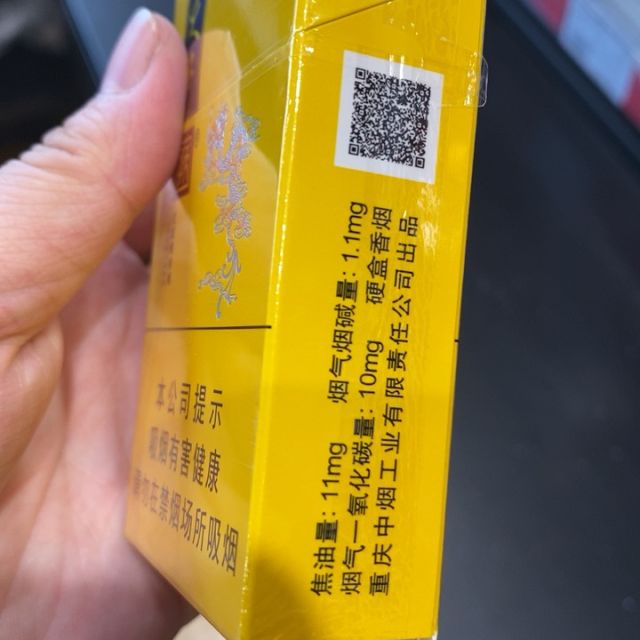 本公司提示
吸烟有害健康
请勿在禁烟场所吸烟
焦油量：11mg 烟气烟碱量：1.1mg
烟气一氧化碳量：10mg 硬盒香烟
重庆中烟工业有限责任公司出品